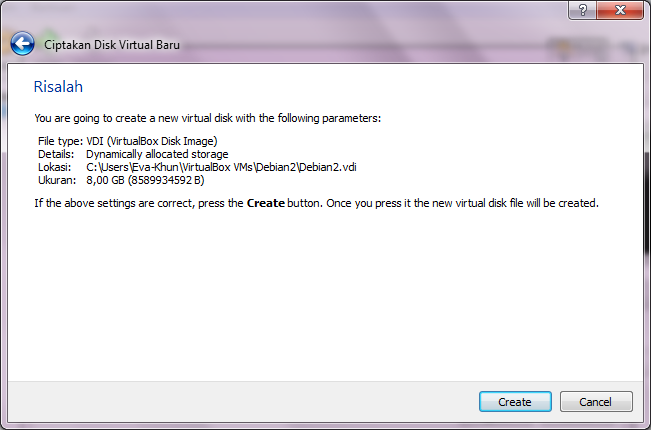 Ciptakan Disk Virtual Baru
Risalah
You are going to create a new virtual disk with the following parameters:
File type: VDI (VirtualBox Disk Image)
Details: Dynamically allocated storage
Lokasi: C:\Users\Eva-Khun\VirtualBox VMs\Debian2\Debian2.vdi
Ukuran: 8,00 GB (8589934592 B)
If the above settings are correct, press the Create button. Once you press it the new virtual disk file will be created.
Create Cancel